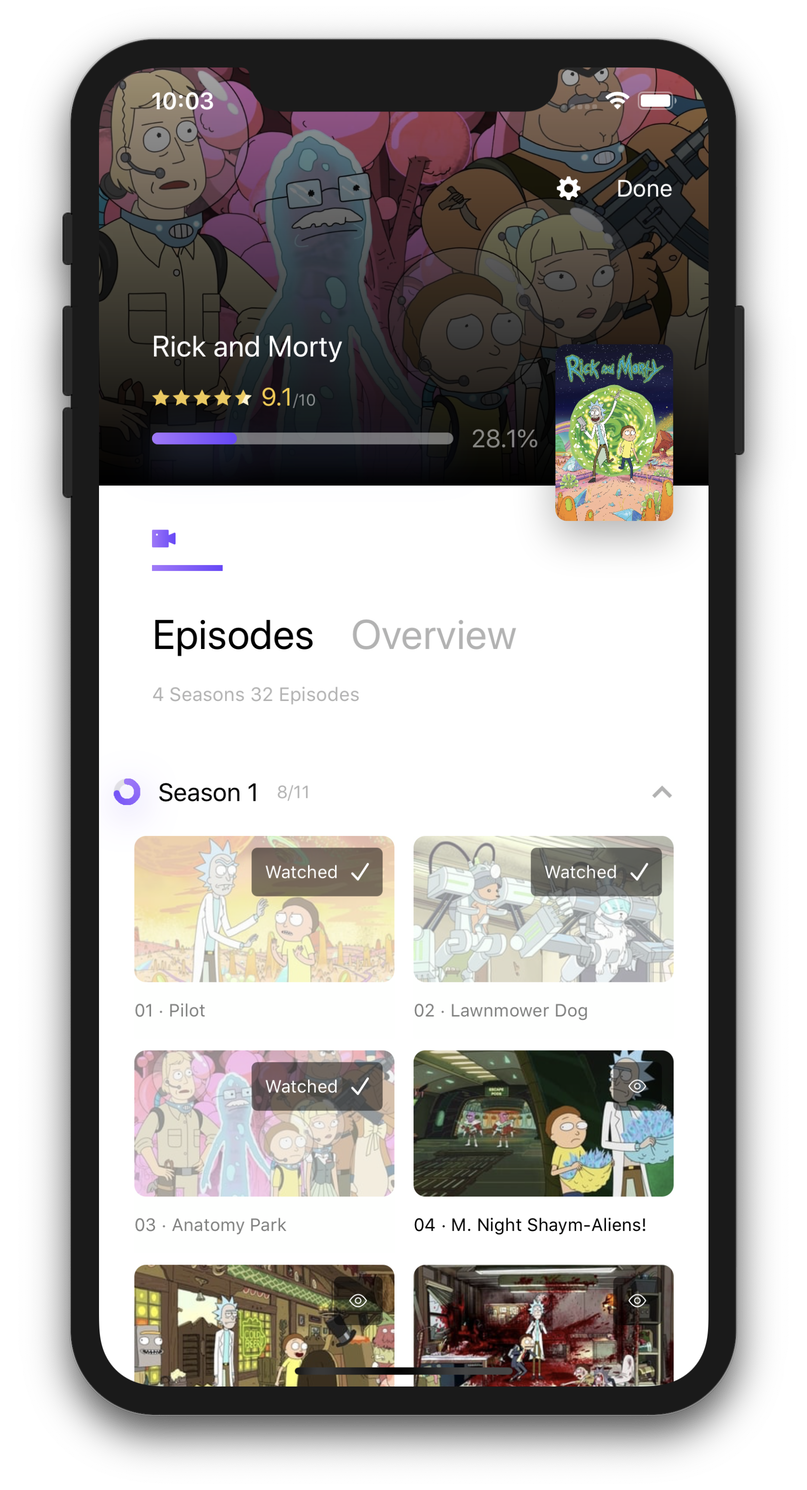 10:03
Done
Rick and Morty
9.1/10
28.1%
Rick and Morty
Episodes Overview
4 Seasons 32 Episodes
Season 1 8/11
Watched
Watched
01 · Pilot
02 · Lawnmower Dog
Watched
03 · Anatomy Park
04 · M. Night Shaym-Aliens!